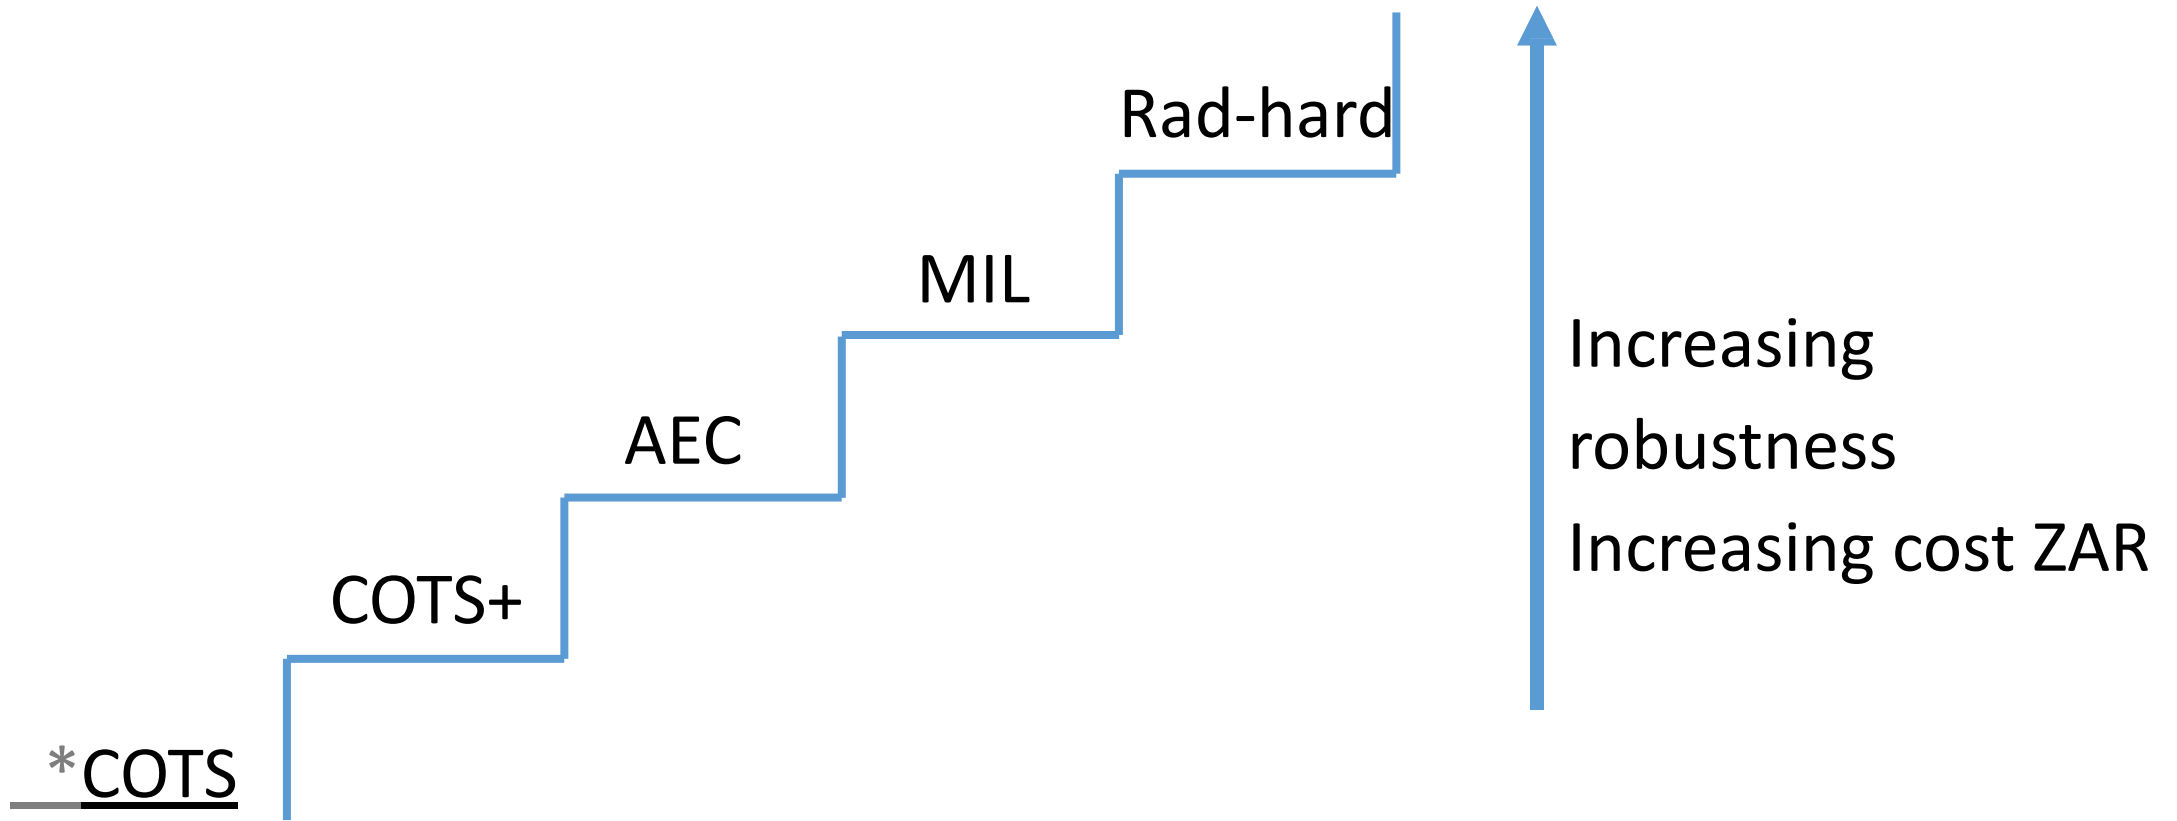 Rad-hard
MIL
Increasing
robustness
AEC
Increasing cost ZAR
COTS+
*COTS